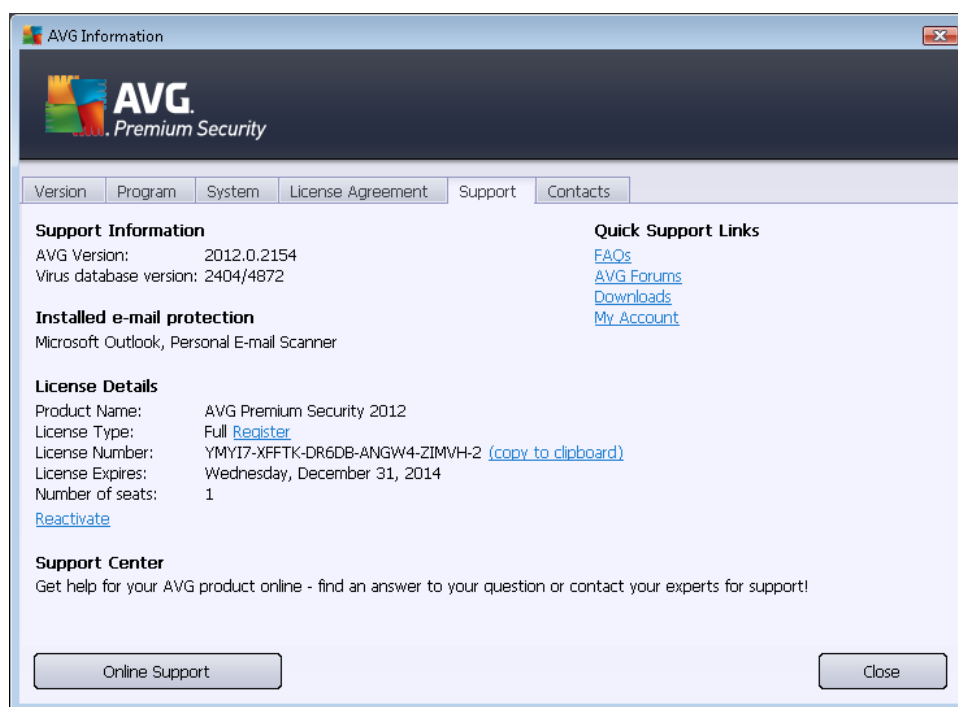 AVG Information
AVG.
Premium Security
Version Program System License Agreement Support Contacts
Support Information
AVG Version: 2012.0.2154
Virus database version: 2404/4872
Installed e-mail protection
Microsoft Outlook, Personal E-mail Scanner
License Details
Product Name: AVG Premium Security 2012
License Type: Full Register
License Number: YMYI7-XFFTK-DR6DB-ANGW4-ZIMVH-2 (copy to clipboard)
License Expires: Wednesday, December 31, 2014
Number of seats: 1
Reactivate
Support Center
Get help for your AVG product online - find an answer to your question or contact your experts for support!
Quick Support Links
FAQs
AVG Forums
Downloads
My Account
Online Support
Close